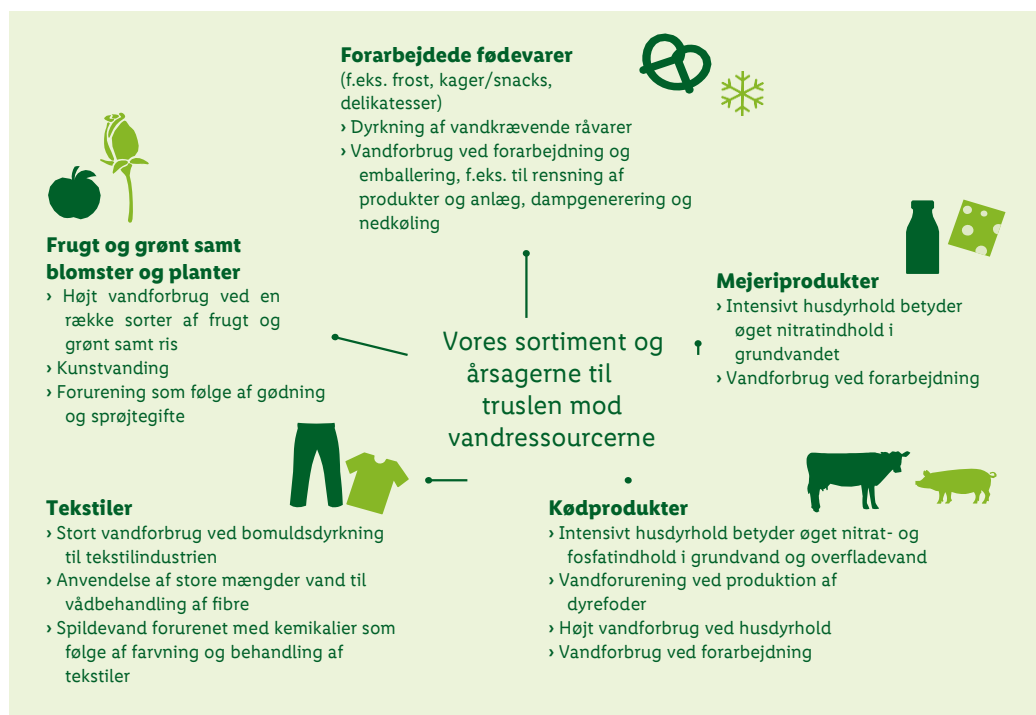 Forarbejdede fødevarer
(f.eks. frost, kager/snacks,
delikatesser)
› Dyrkning af vandkrævende råvarer
› Vandforbrug ved forarbejdning og
emballering, f.eks. til rensning af
produkter og anlæg, dampgenerering og
nedkøling
Frugt og grønt samt
blomster og planter
› Højt vandforbrug ved en
række sorter af frugt og
grønt samt ris
› Kunstvanding
› Forurening som følge af gødning
og sprøjtegifte
Mejeriprodukter
› Intensivt husdyrhold betyder
øget nitratindhold i
grundvandet
› Vandforbrug ved forarbejdning
Vores sortiment og
årsagerne til
truslen mod
vandressourcerne
Tekstiler
› Stort vandforbrug ved bomuldsdyrkning
til tekstilindustrien
› Anvendelse af store mængder vand til
vådbehandling af fibre
› Spildevand forurenet med kemikalier som
følge af farvning og behandling af
tekstiler
Kødprodukter
› Intensivt husdyrhold betyder øget nitrat- og
fosfatindhold i grundvand og overfladevand
› Vandforurening ved produktion af
dyrefoder
› Højt vandforbrug ved husdyrhold
› Vandforbrug ved forarbejdning